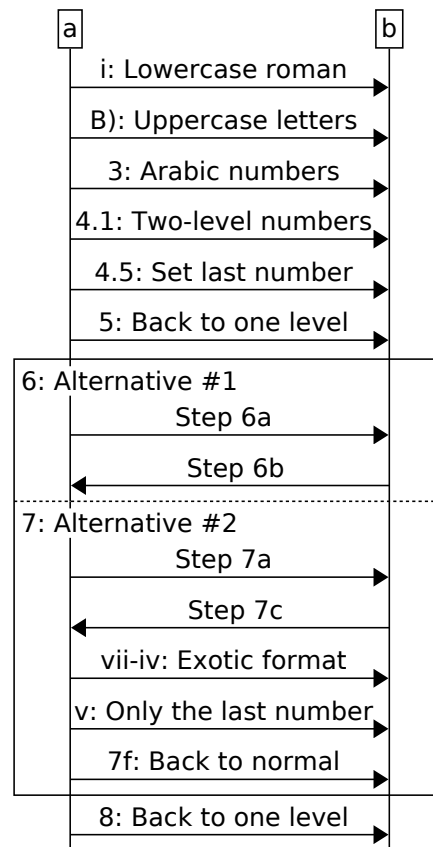 a b
i: Lowercase roman
B): Uppercase letters
3: Arabic numbers
4.1: Two-level numbers
4.5: Set last number
5: Back to one level
6: Alternative #1
Step 6a
Step 6b
7: Alternative #2
Step 7a
Step 7c
vii-iv: Exotic format
v: Only the last number
7f: Back to normal
8: Back to one level